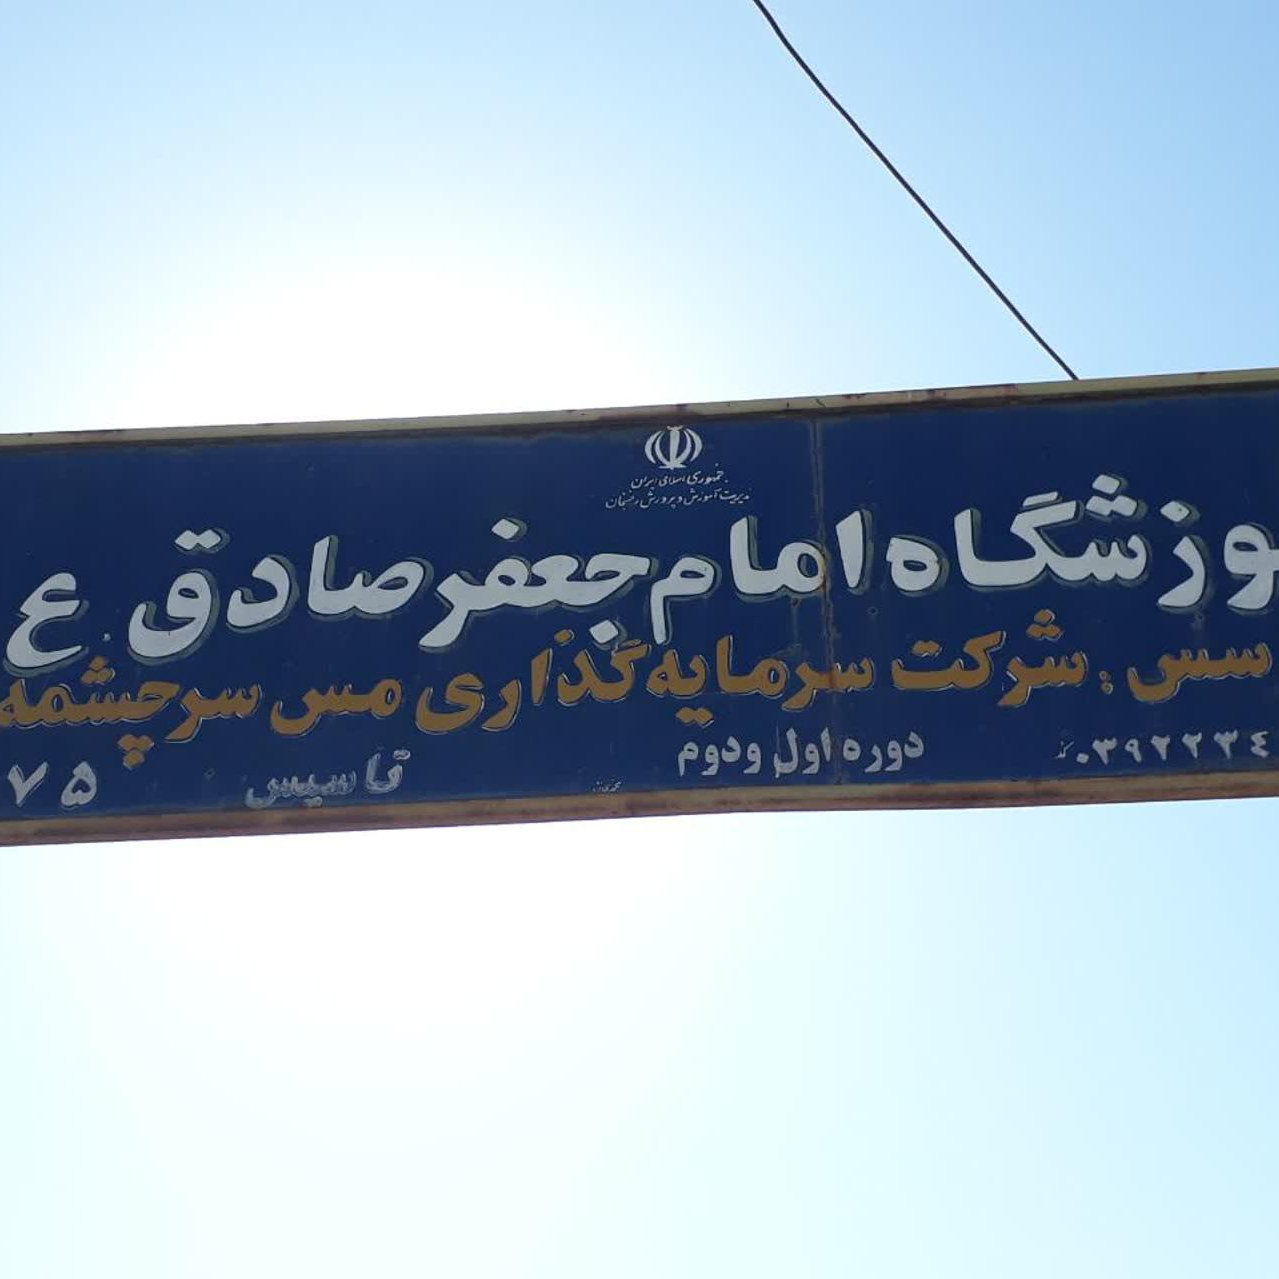 جمهوری اسلامی ایران
مدیریت آموزش و پرورش رفسنجان
وزشگاه امام جعفر صادق ع
سس : شرکت سرمایه‌گذاری مس سرچشمه
۰۳۹۲۲۳٤ دوره اول و دوم تاسیس ۷۵